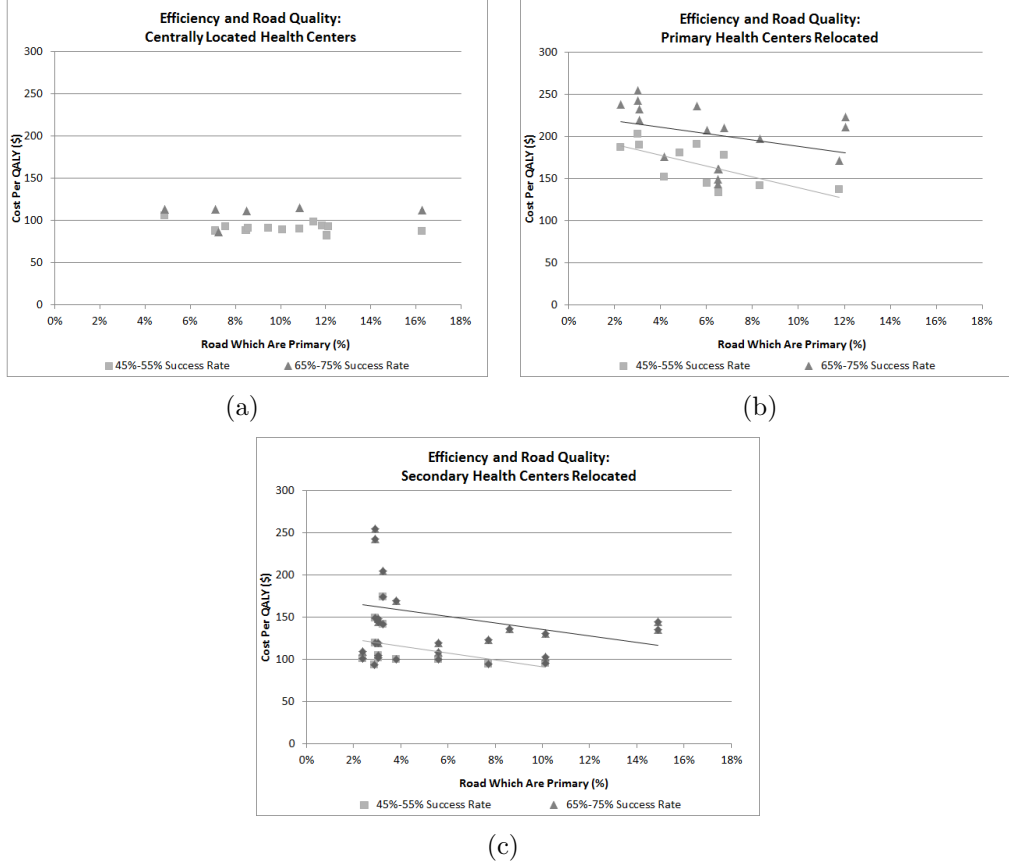 Efficiency and Road Quality:
Centrally Located Health Centers
300
250
200
150
100
50
0
Cost Per QALY ($)
0% 2% 4% 6% 8% 10% 12% 14% 16% 18%
Road Which Are Primary (%)
45%-55% Success Rate 65%-75% Success Rate
(a)
Efficiency and Road Quality:
Primary Health Centers Relocated
300
250
200
150
100
50
0
Cost Per QALY ($)
0% 2% 4% 6% 8% 10% 12% 14% 16% 18%
Road Which Are Primary (%)
45%-55% Success Rate 65%-75% Success Rate
(b)
Efficiency and Road Quality:
Secondary Health Centers Relocated
300
250
200
150
100
50
0
Cost Per QALY ($)
0% 2% 4% 6% 8% 10% 12% 14% 16% 18%
Road Which Are Primary (%)
45%-55% Success Rate 65%-75% Success Rate
(c)